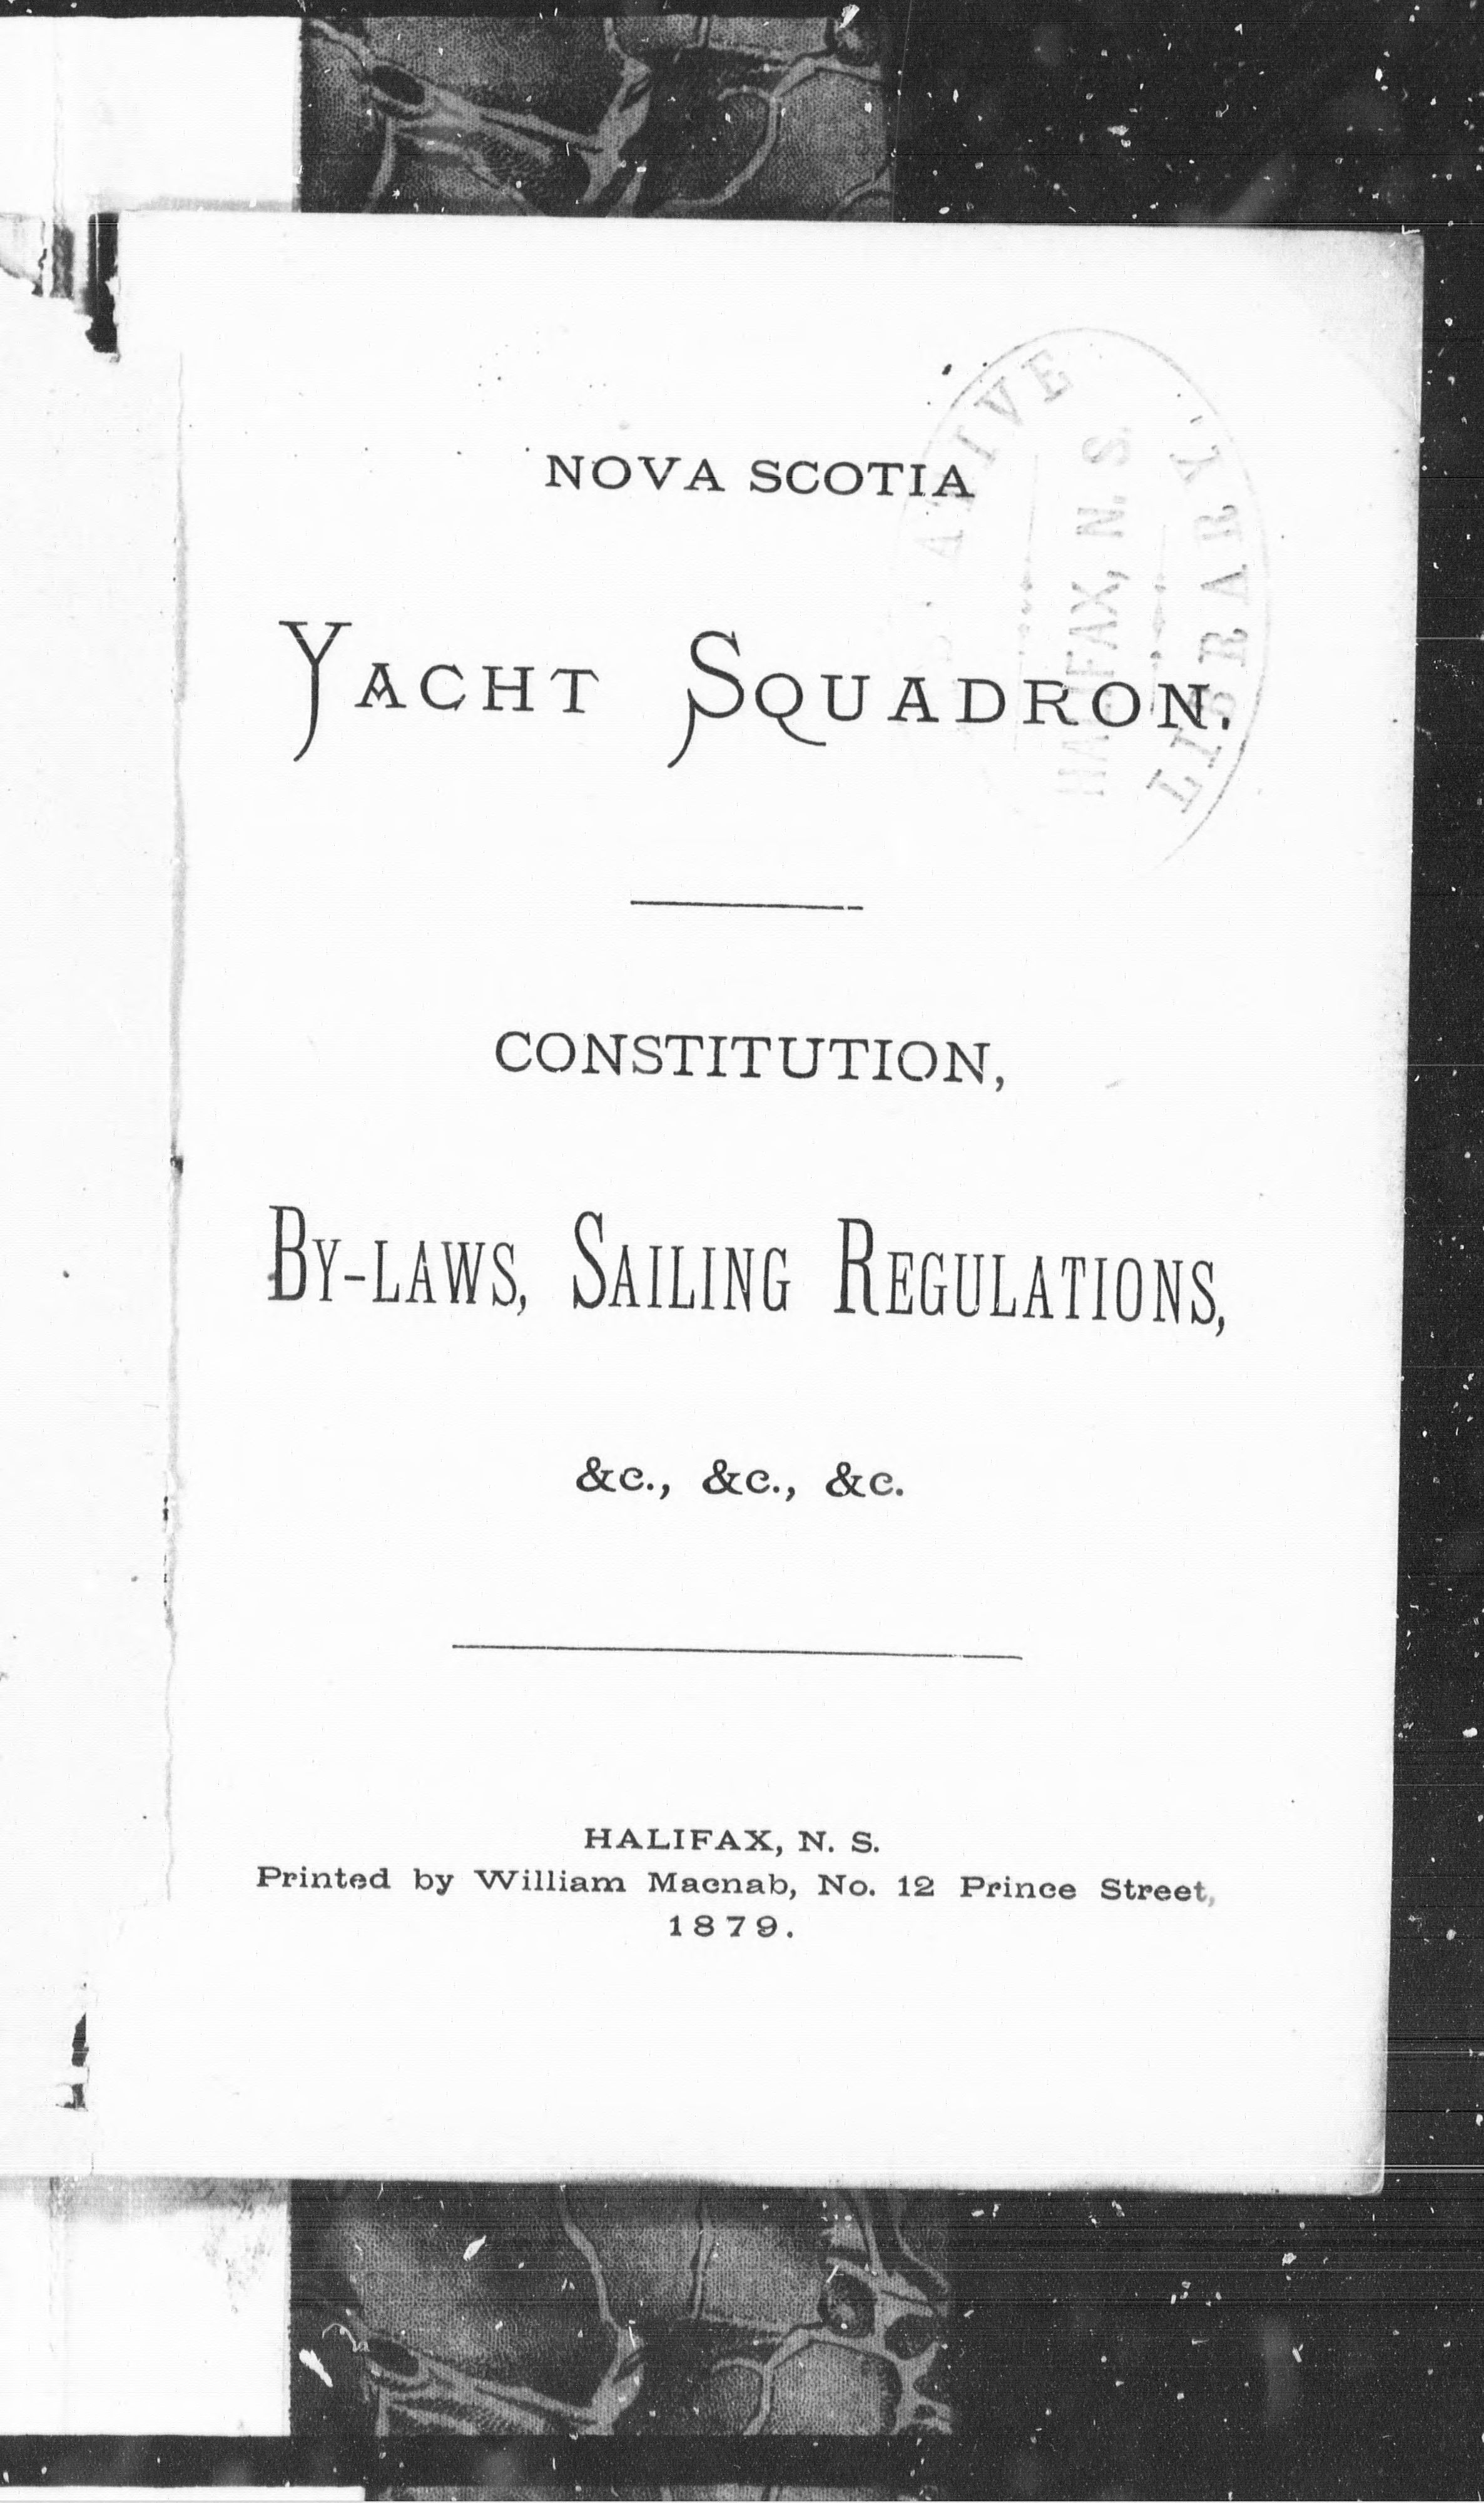 NOVA SCOTIA
YACHT SQUADRON.
CONSTITUTION,
BY-LAWS, SAILING REGULATIONS,
&c., &c., &c.
HALIFAX, N. S.
Printed by William Macnab, No. 12 Prince Street,
1879.
HALIFAX, N. S.
LIBRARY